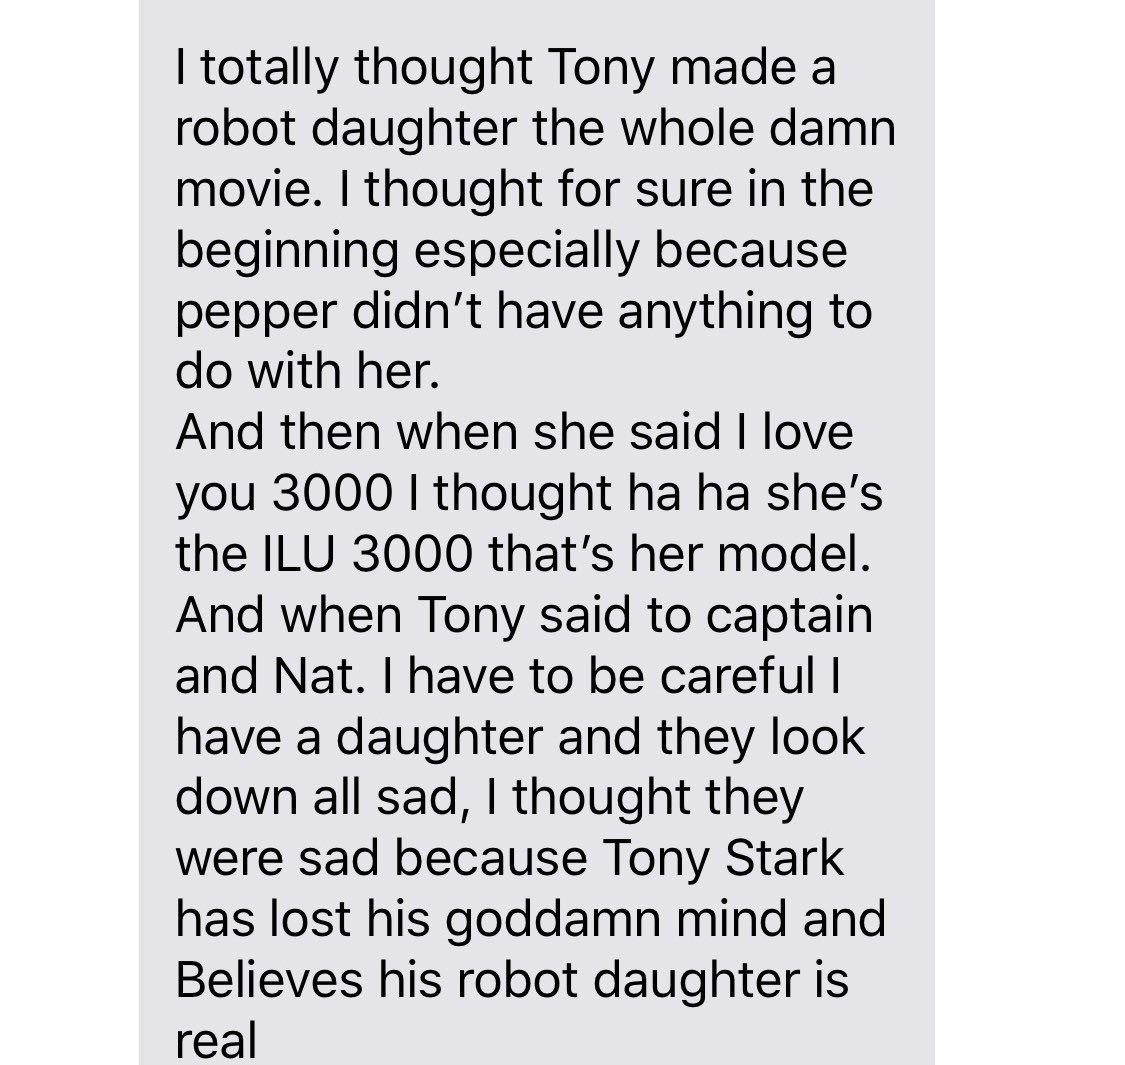 I totally thought Tony made a
robot daughter the whole damn
movie. I thought for sure in the
beginning especially because
pepper didn’t have anything to
do with her.
And then when she said I love
you 3000 I thought ha ha she’s
the ILU 3000 that’s her model.
And when Tony said to captain
and Nat. I have to be careful I
have a daughter and they look
down all sad, I thought they
were sad because Tony Stark
has lost his goddamn mind and
Believes his robot daughter is
real